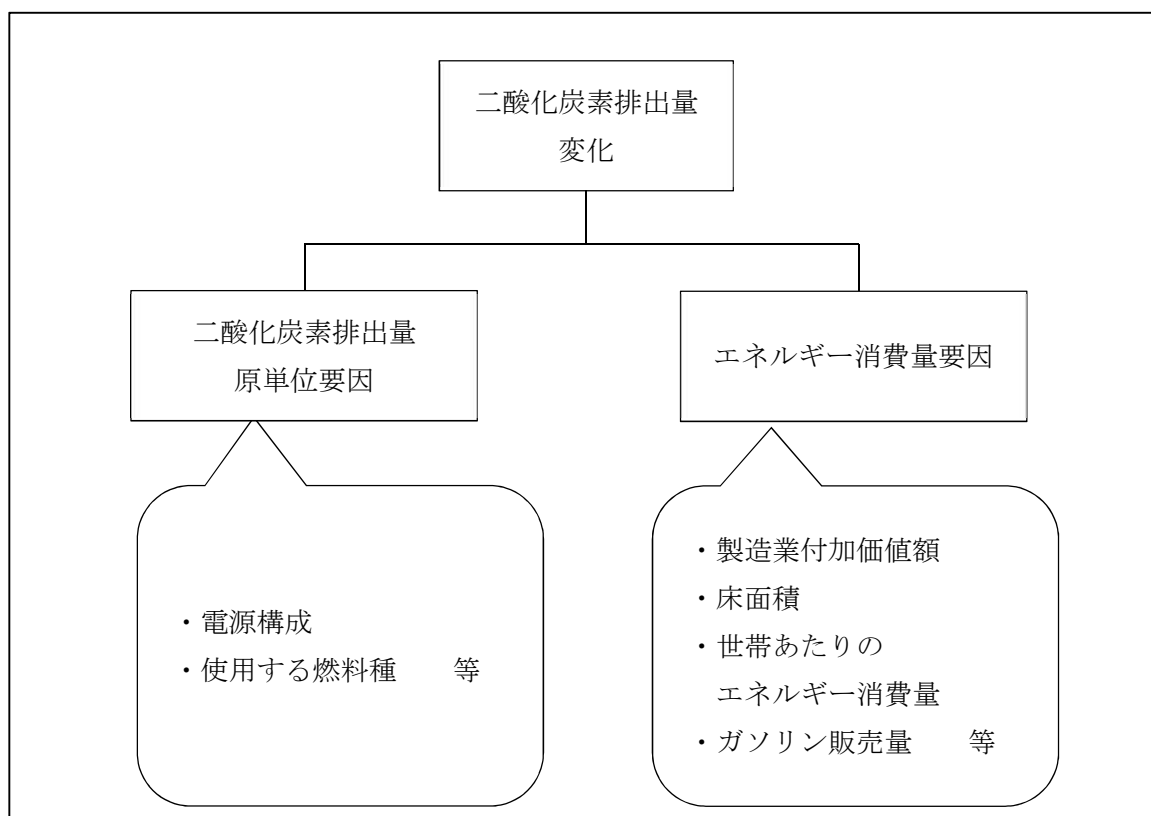 二酸化炭素排出量
変化
二酸化炭素排出量
原単位要因
エネルギー消費量要因
・電源構成
・使用する燃料種　　等
・製造業付加価値額
・床面積
・世帯あたりの
エネルギー消費量
・ガソリン販売量　　等